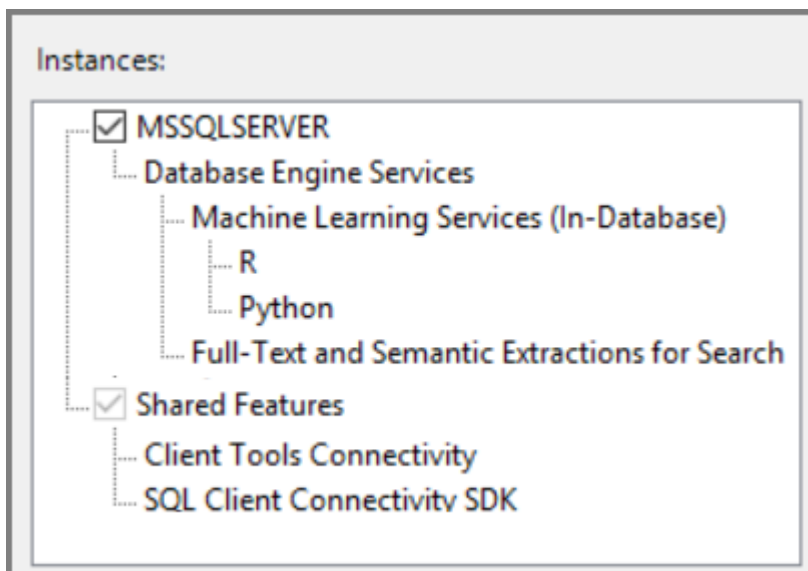 Instances:
MSSQLSERVER
Database Engine Services
Machine Learning Services (In-Database)
R
Python
Full-Text and Semantic Extractions for Search
Shared Features
Client Tools Connectivity
SQL Client Connectivity SDK